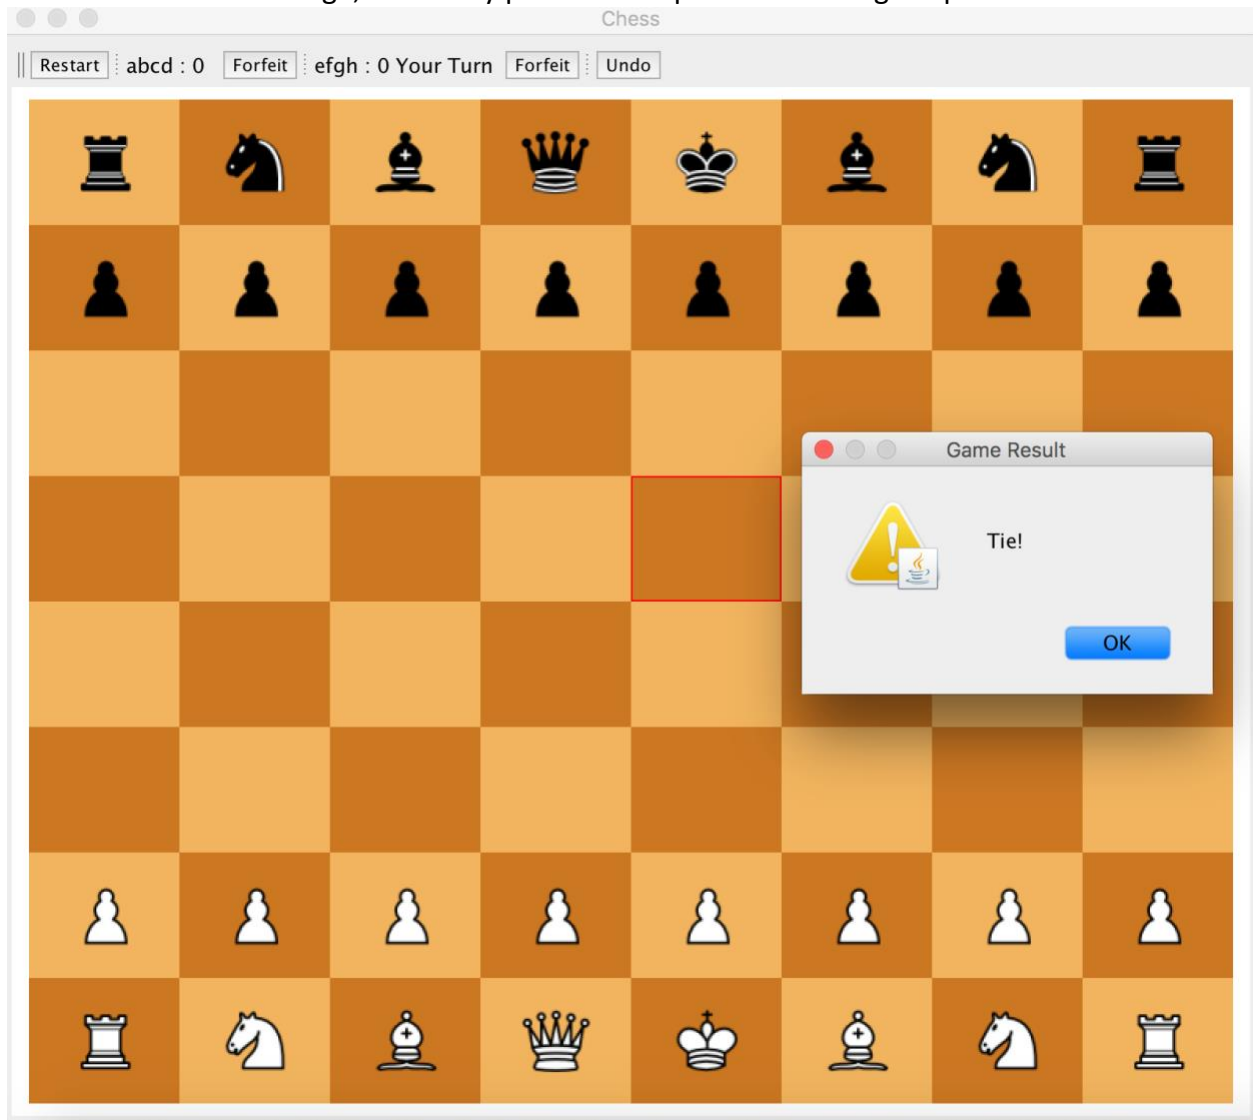 Chess
Restart abcd : 0 Forfeit efgh : 0 Your Turn Forfeit Undo
Game Result
Tie!
OK